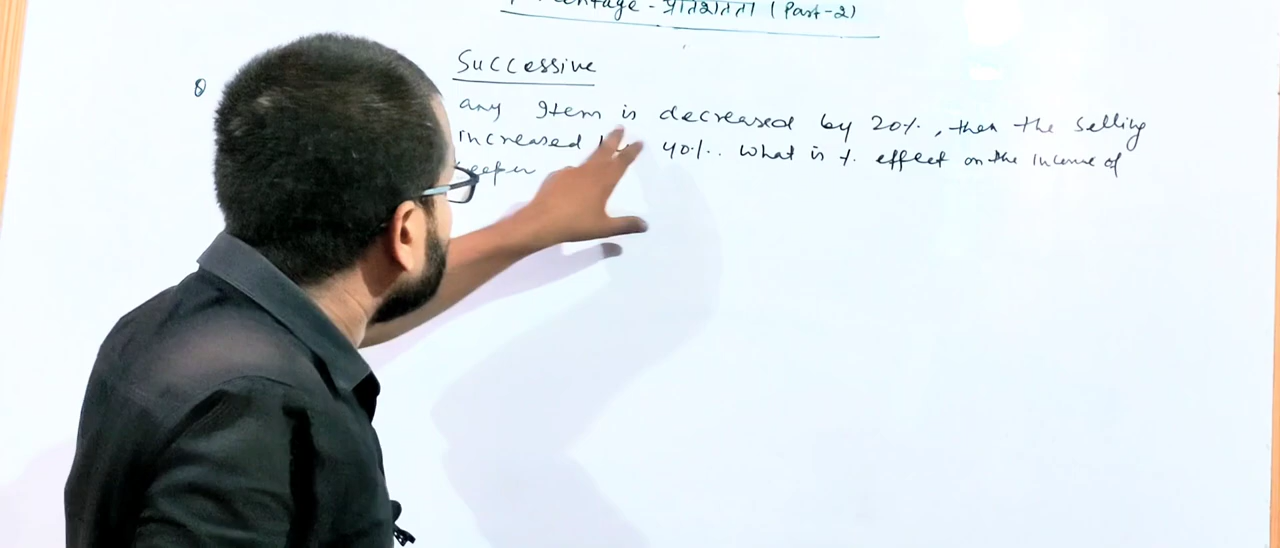 - प्रतिशतता (Part-2)
Successive
Q
any Item is decreased by 20%, then the selling
increased 40%. What is % effect on the Income of